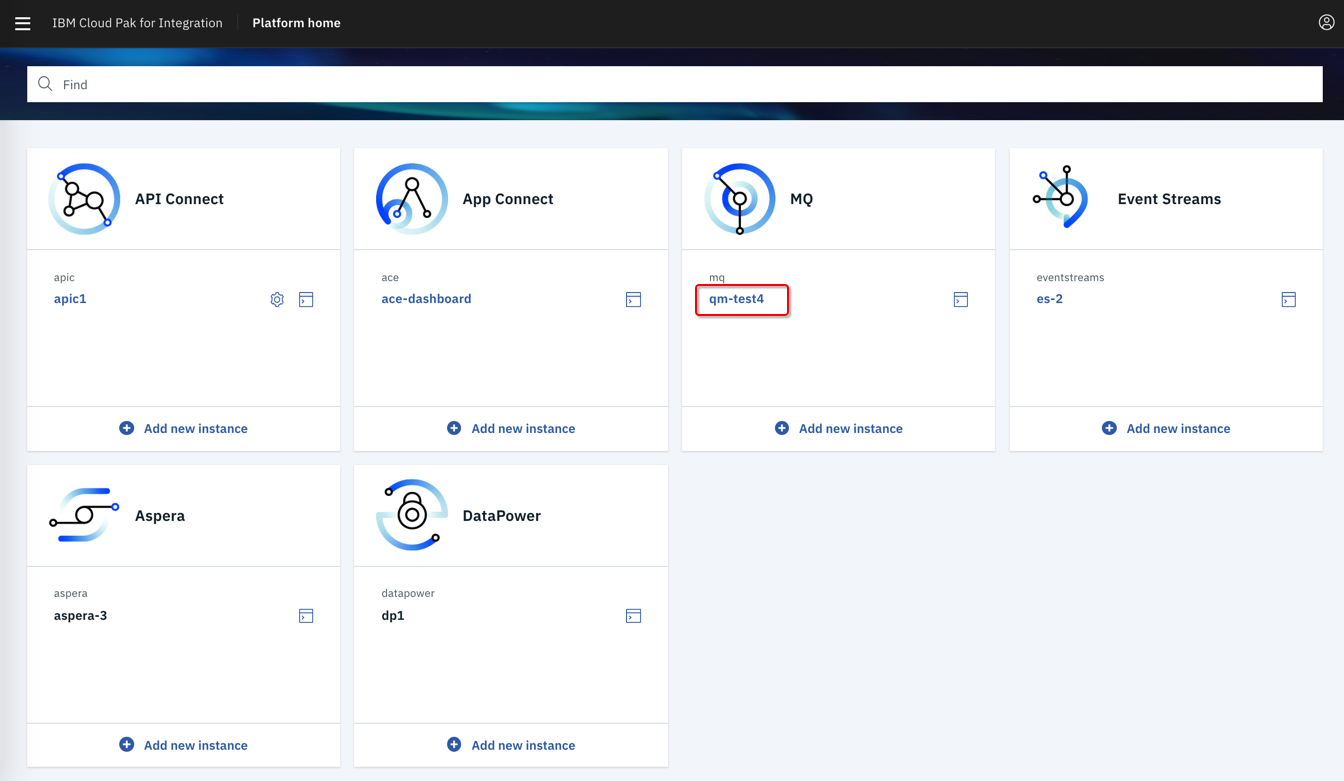 IBM Cloud Pak for Integration
Platform home
Find
API Connect
apic
apic1
Add new instance
App Connect
ace
ace-dashboard
Add new instance
MQ
mq
qm-test4
Add new instance
Event Streams
eventstreams
es-2
Add new instance
Aspera
aspera
aspera-3
Add new instance
DataPower
datapower
dp1
Add new instance